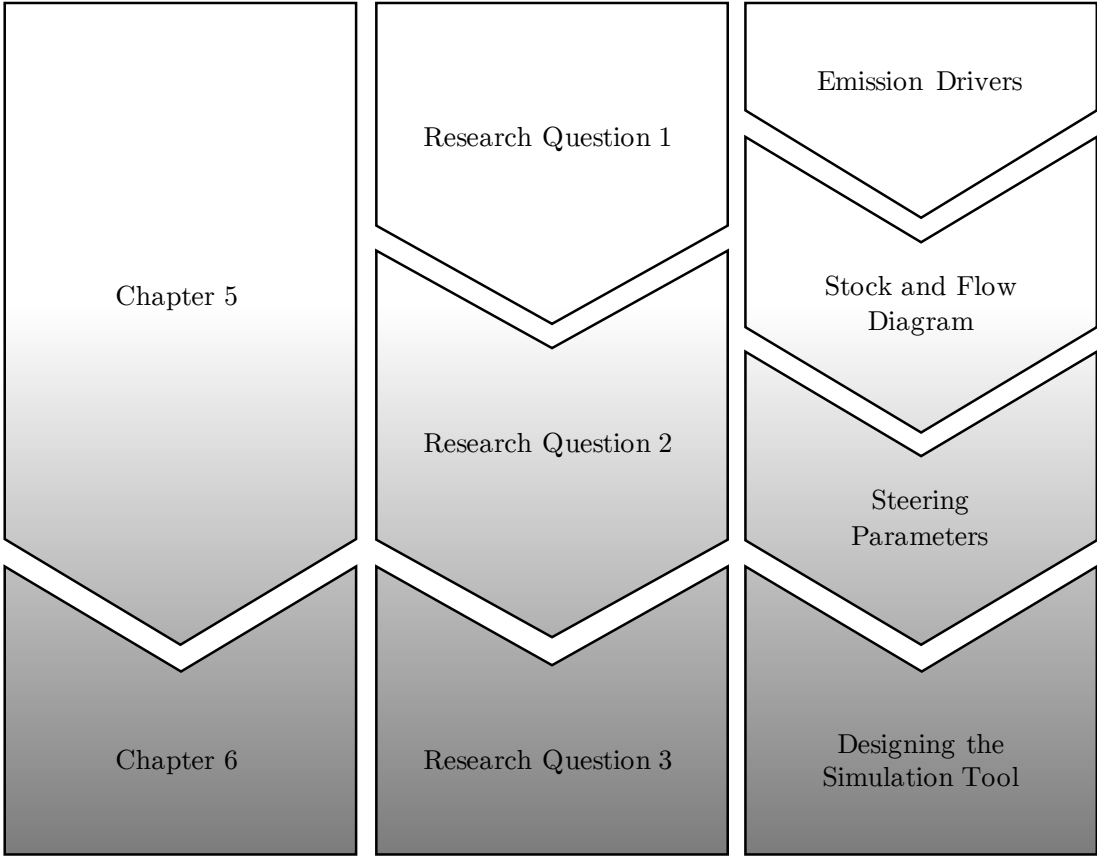 Chapter 5
Chapter 6
Research Question 1
Research Question 2
Research Question 3
Emission Drivers
Stock and Flow
Diagram
Steering
Parameters
Designing the
Simulation Tool